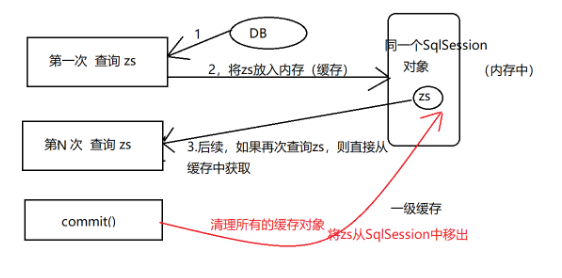 1
DB
同一个SqlSession
对象
第一次 查询 zs
2，将zs放入内存（缓存）
（内存中）
zs
第N 次 查询 zs
3.后续，如果再次查询zs，则直接从
缓存中获取
一级缓存
commit()
清理所有的缓存对象
将zs从SqlSession中移出